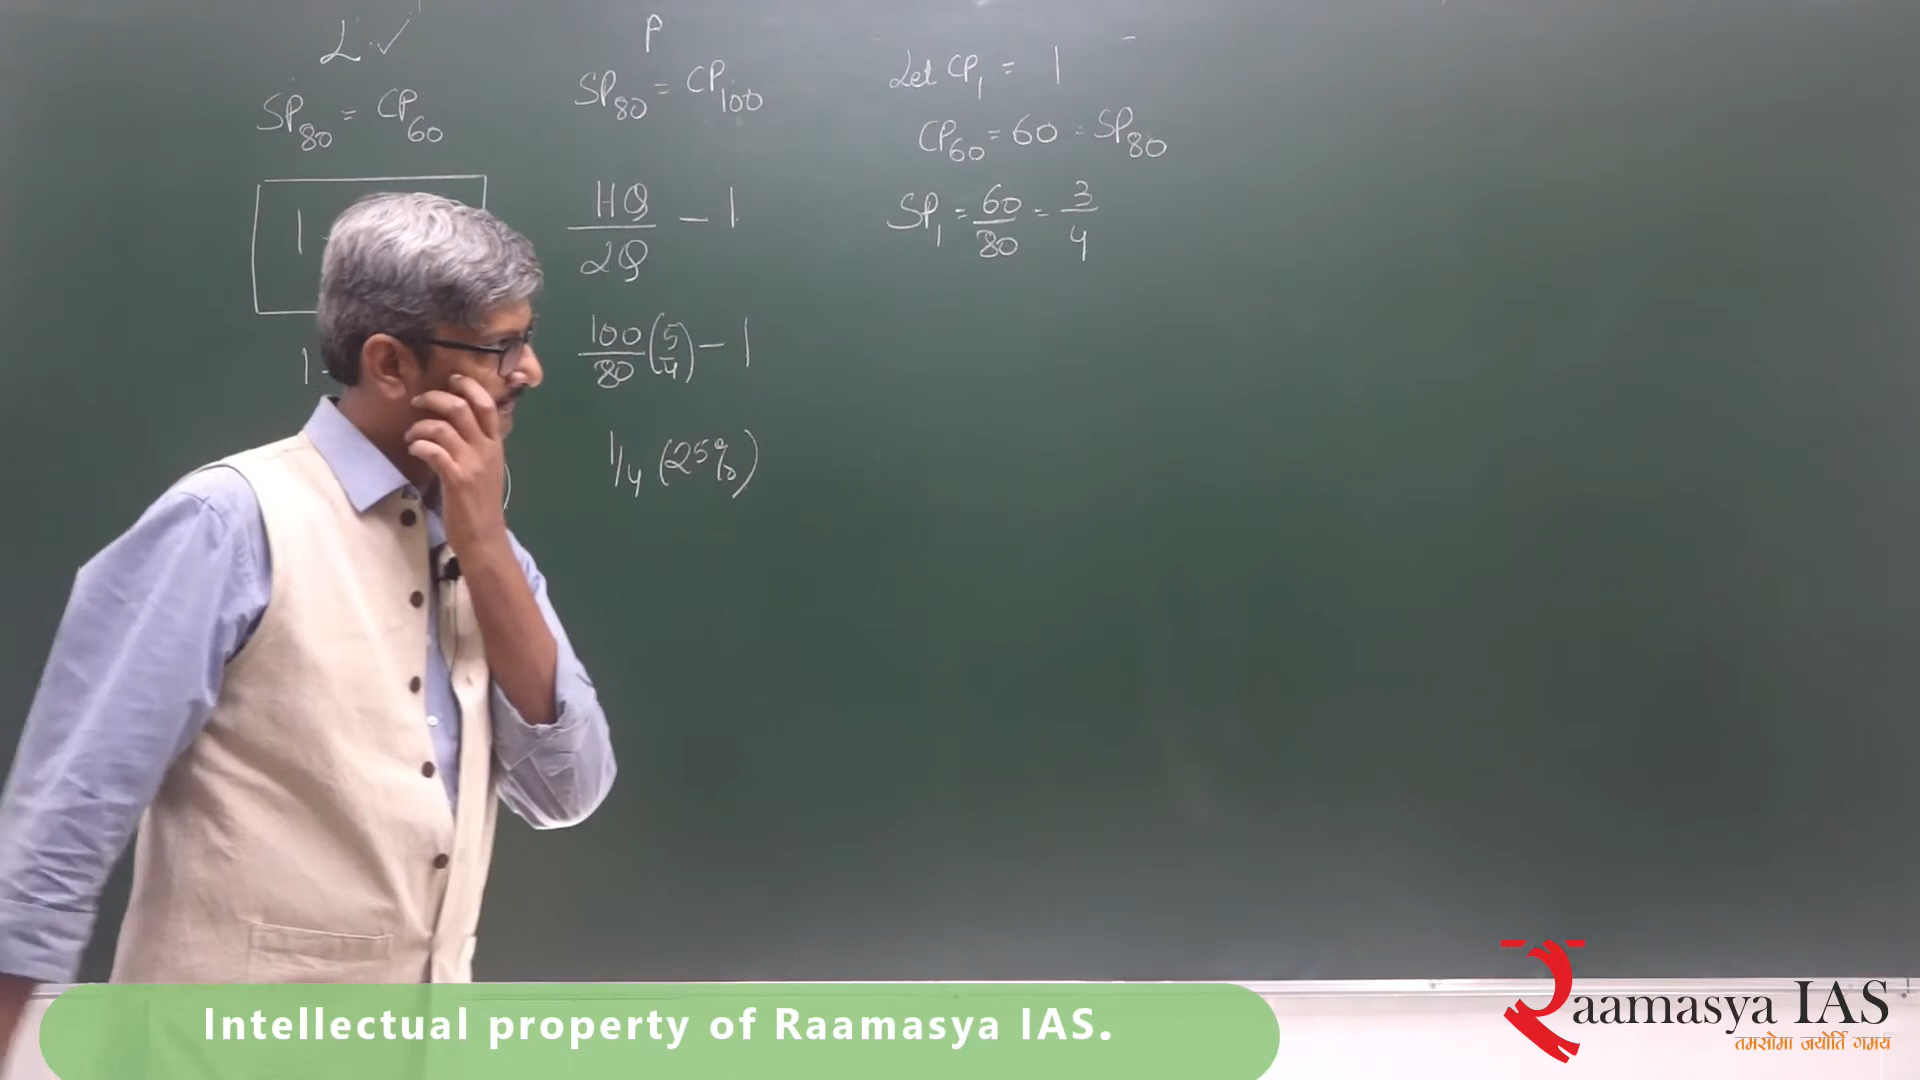 L ✓
SP80 = CP60
1
1 -
P
SP80 = CP100
HQ/LQ - 1
100/80 (5/4) - 1
1/4 (25%)
Let CP1 = 1
CP60 = 60 = SP80
SP1 = 60/80 = 3/4
Intellectual property of Raamasya IAS.
Raamasya IAS
तमसोमा ज्योर्ति गमय